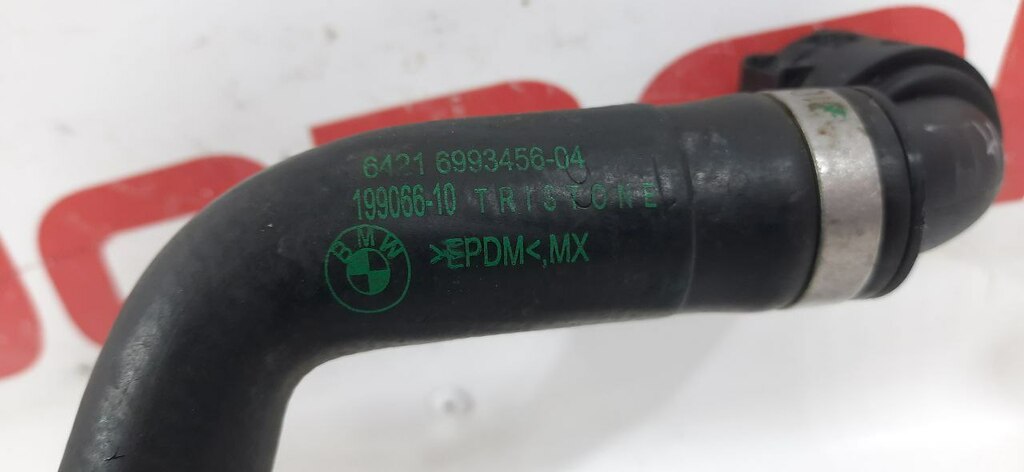 6421 6993456-04
199066-10 TRISTONE
BMW >EPDM<,MX